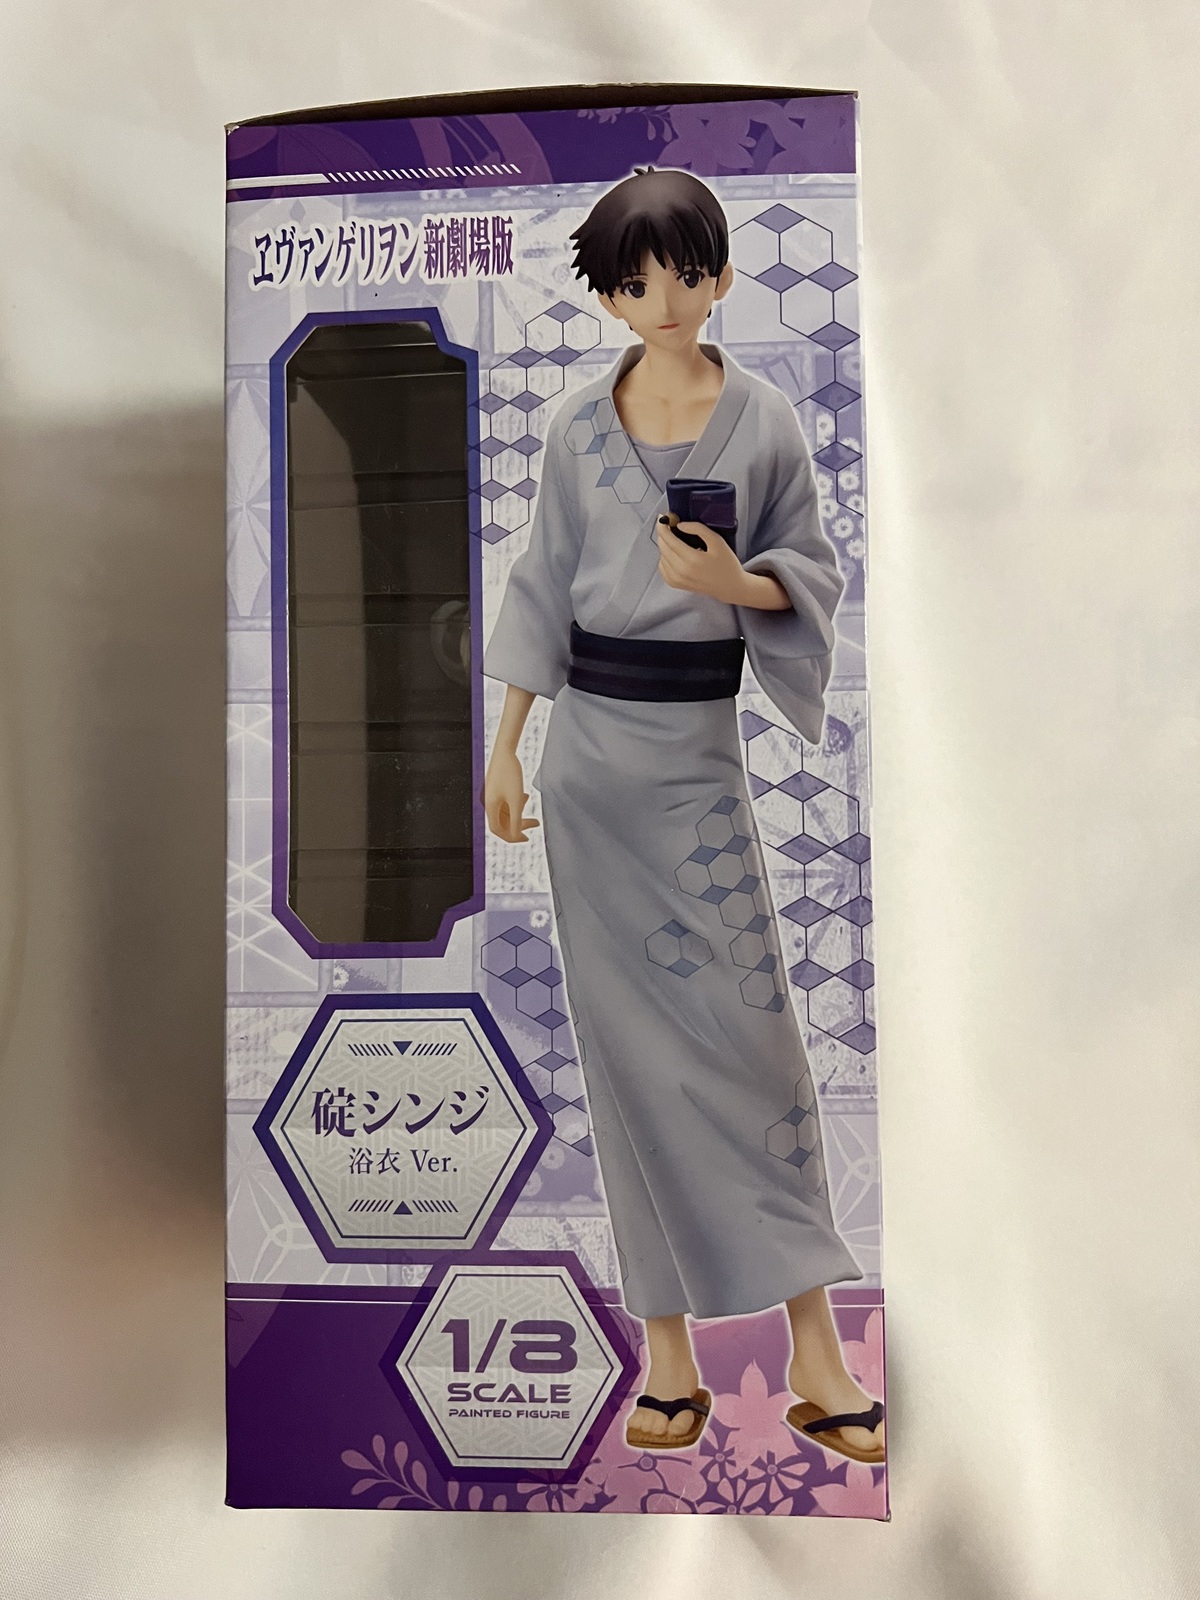 ヱヴァンゲリヲン新劇場版
碇シンジ
浴衣 Ver.
1/8
SCALE
PAINTED FIGURE